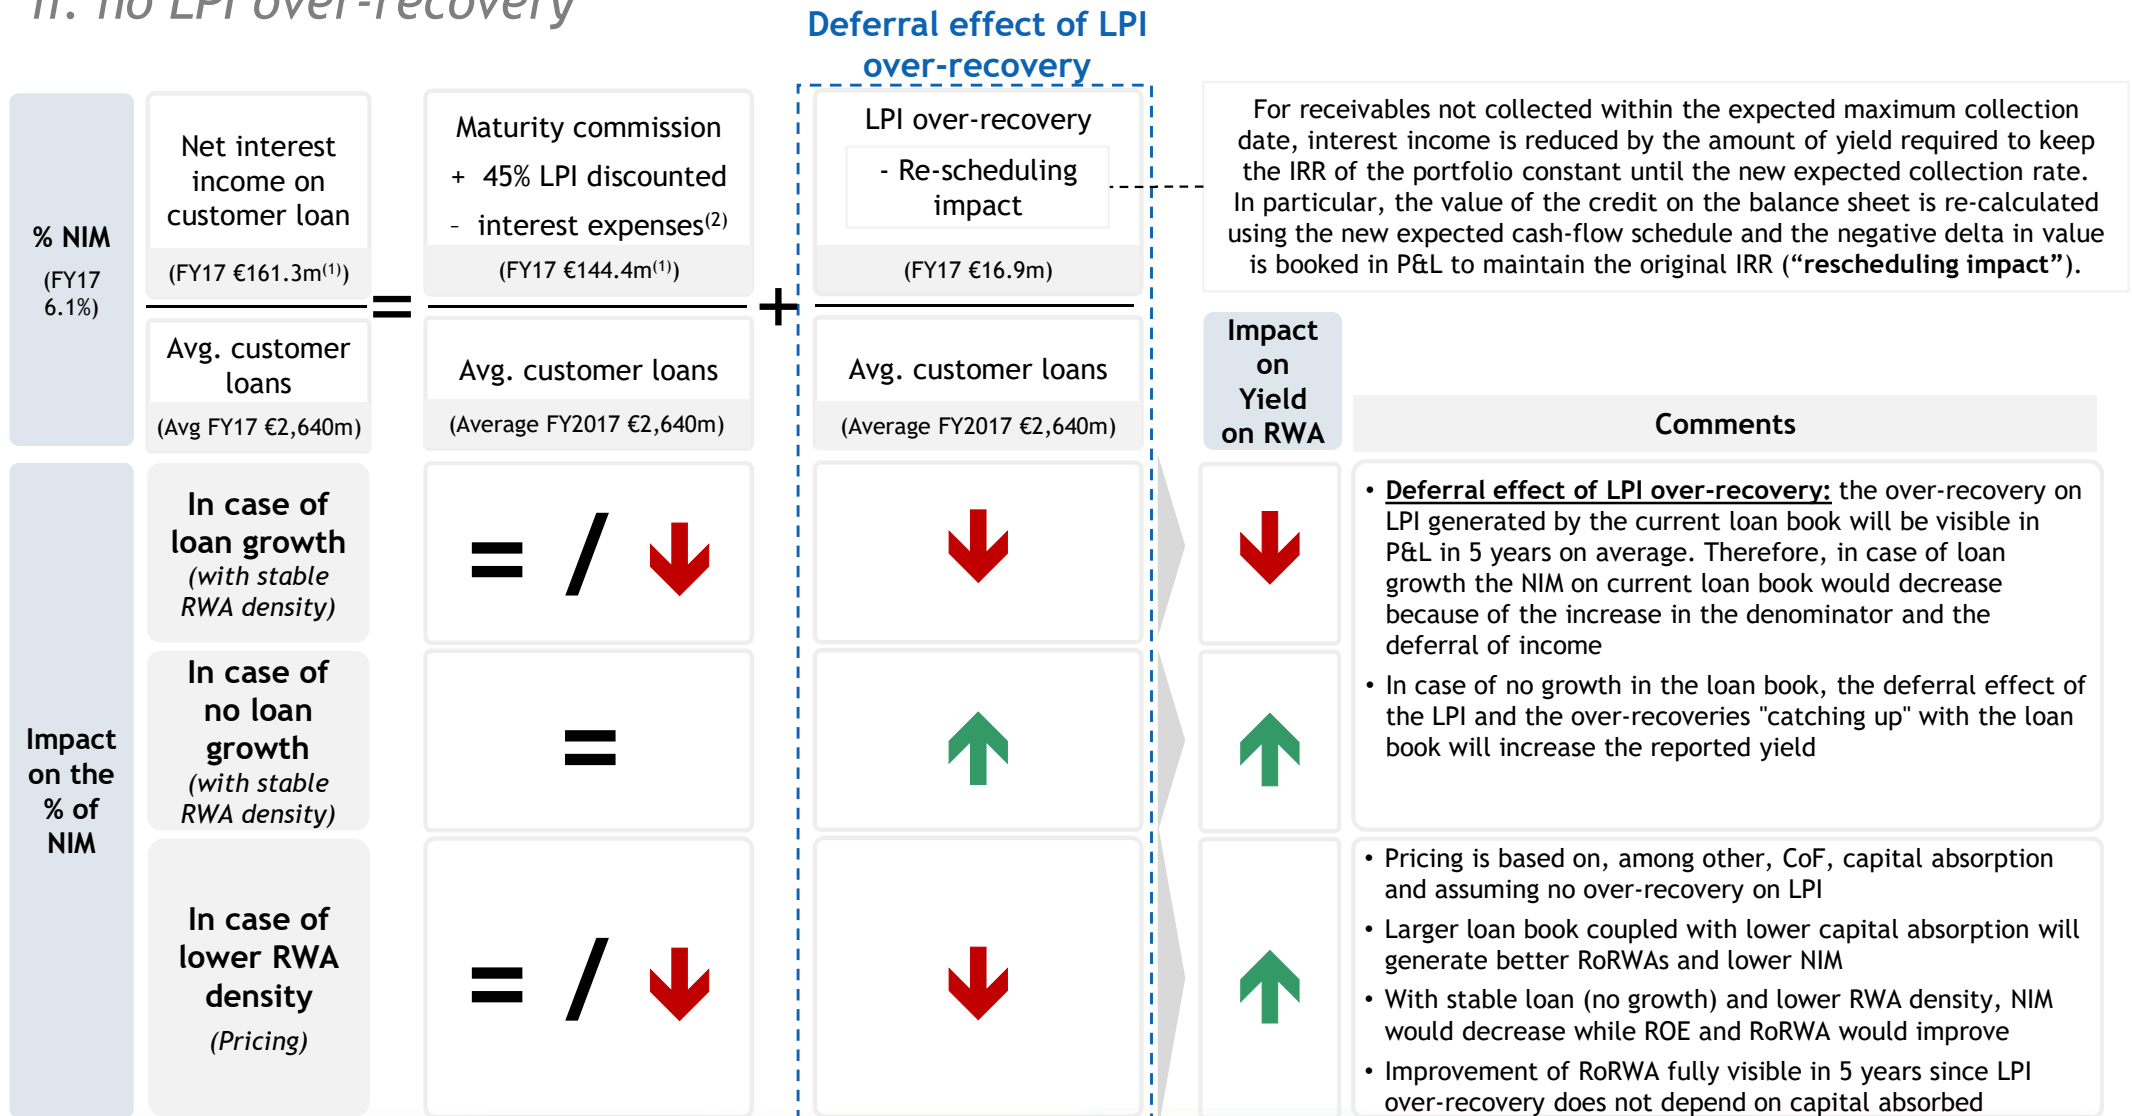 II. no LPI over-recovery
Deferral effect of LPI
over-recovery
% NIM
(FY17
6.1%)
Net interest
income on
customer loan
(FY17 €161.3m(1))
Avg. customer
loans
(Avg FY17 €2,640m)
=
Maturity commission
+ 45% LPI discounted
- interest expenses(2)
(FY17 €144.4m(1))
Avg. customer loans
(Average FY2017 €2,640m)
+
LPI over-recovery
- Re-scheduling
impact
(FY17 €16.9m)
Avg. customer loans
(Average FY2017 €2,640m)
For receivables not collected within the expected maximum collection
date, interest income is reduced by the amount of yield required to keep
the IRR of the portfolio constant until the new expected collection rate.
In particular, the value of the credit on the balance sheet is re-calculated
using the new expected cash-flow schedule and the negative delta in value
is booked in P&L to maintain the original IRR (“rescheduling impact”).
Impact
on
Yield
on RWA
Comments
Impact
on the
% of
NIM
In case of
loan growth
(with stable
RWA density)
= /
• Deferral effect of LPI over-recovery: the over-recovery on
LPI generated by the current loan book will be visible in
P&L in 5 years on average. Therefore, in case of loan
growth the NIM on current loan book would decrease
because of the increase in the denominator and the
deferral of income
• In case of no growth in the loan book, the deferral effect of
the LPI and the over-recoveries "catching up" with the loan
book will increase the reported yield
In case of
no loan
growth
(with stable
RWA density)
=
In case of
lower RWA
density
(Pricing)
= /
• Pricing is based on, among other, CoF, capital absorption
and assuming no over-recovery on LPI
• Larger loan book coupled with lower capital absorption will
generate better RoRWAs and lower NIM
• With stable loan (no growth) and lower RWA density, NIM
would decrease while ROE and RoRWA would improve
• Improvement of RoRWA fully visible in 5 years since LPI
over-recovery does not depend on capital absorbed